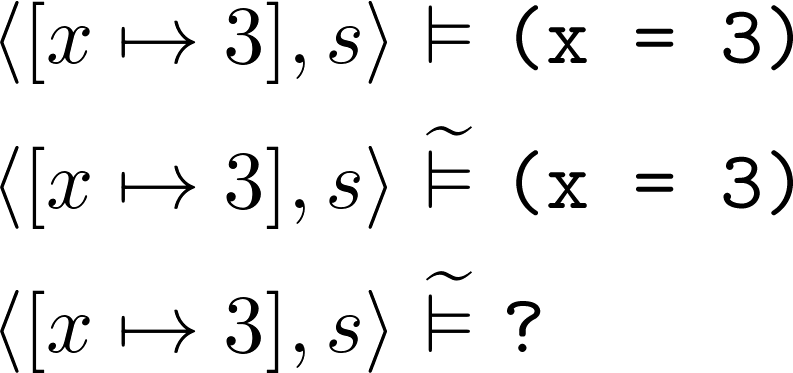 ⟨[x ↦ 3], s⟩ ⊨ (x = 3)
⟨[x ↦ 3], s⟩ ⊨̃ (x = 3)
⟨[x ↦ 3], s⟩ ⊨̃ ?